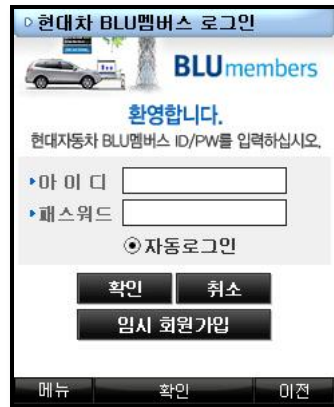 현대차 BLU멤버스 로그인
BLUmembers
환영합니다.
현대자동차 BLU멤버스 ID/PW를 입력하십시오.
아 이 디
패스워드
자동로그인
확인 취소
임시 회원가입
메뉴 확인 이전